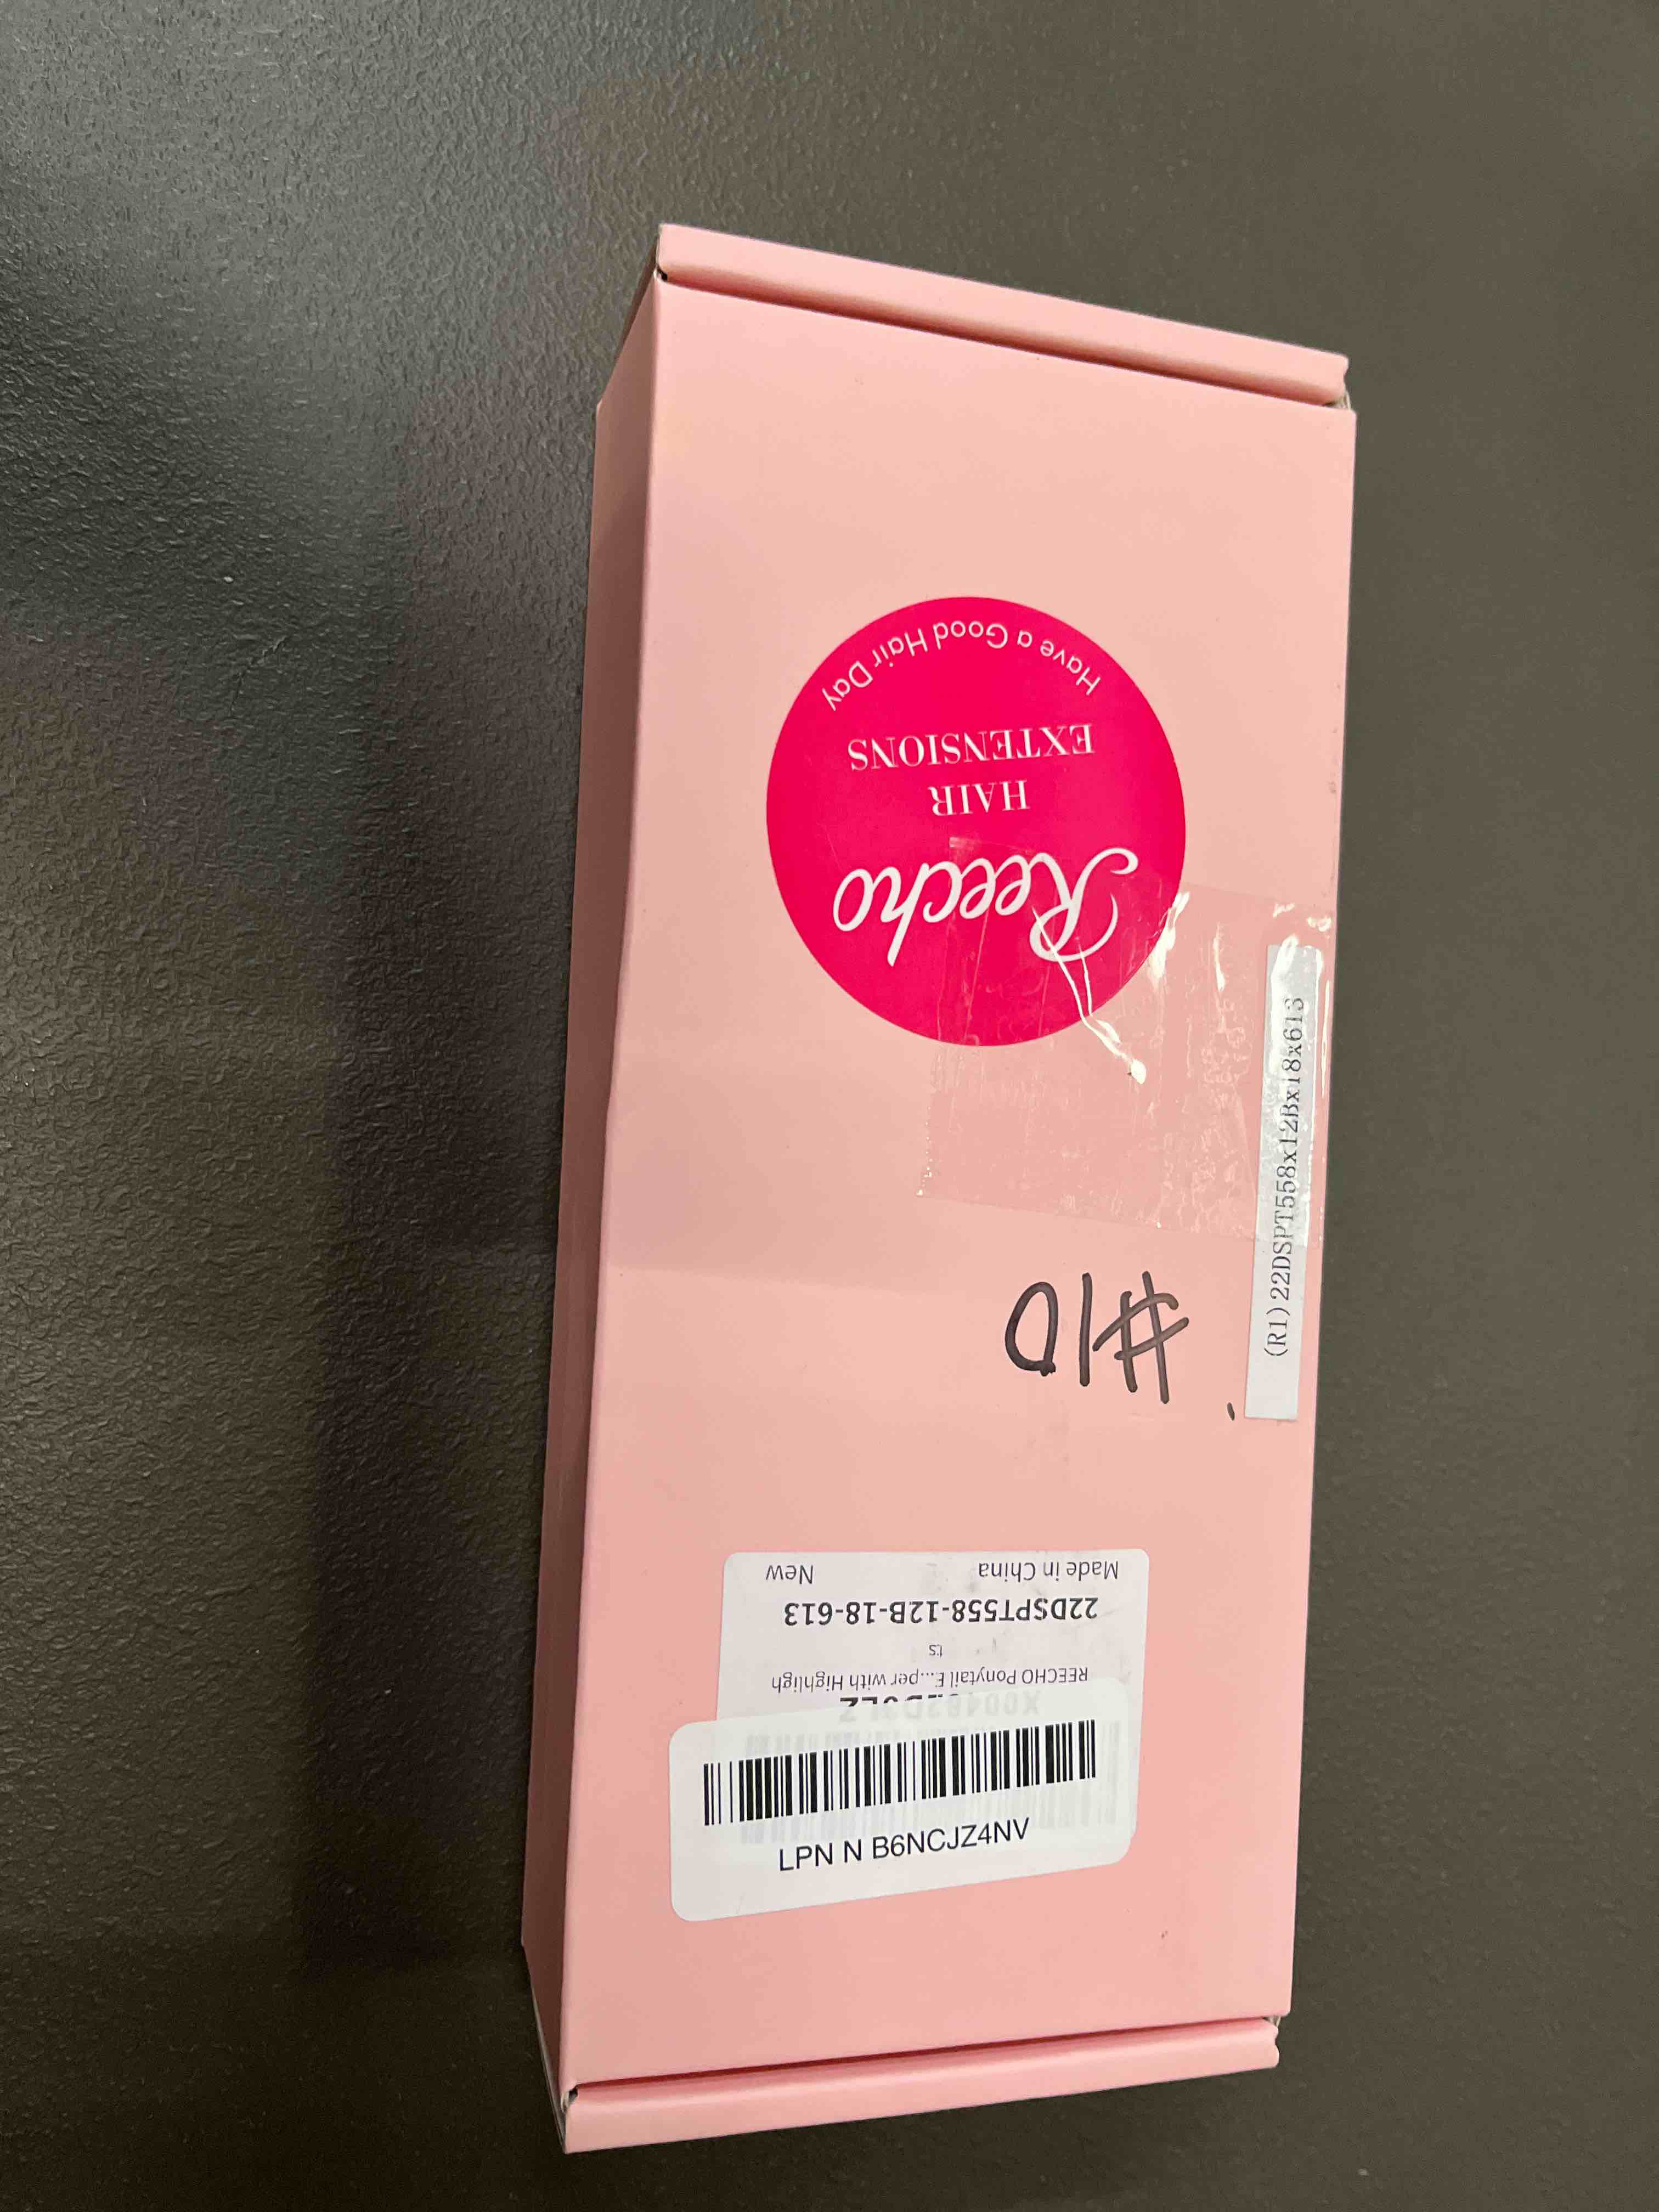 Reecho
HAIR
EXTENSIONS
Have a Good Hair Day
(R1)22DSPT558x12Bx18x613
#10
REECHO Ponytail E...per with Highligh
ts
22DSPT558-12B-18-613
Made in China New
LPN N B6NCJZ4NV